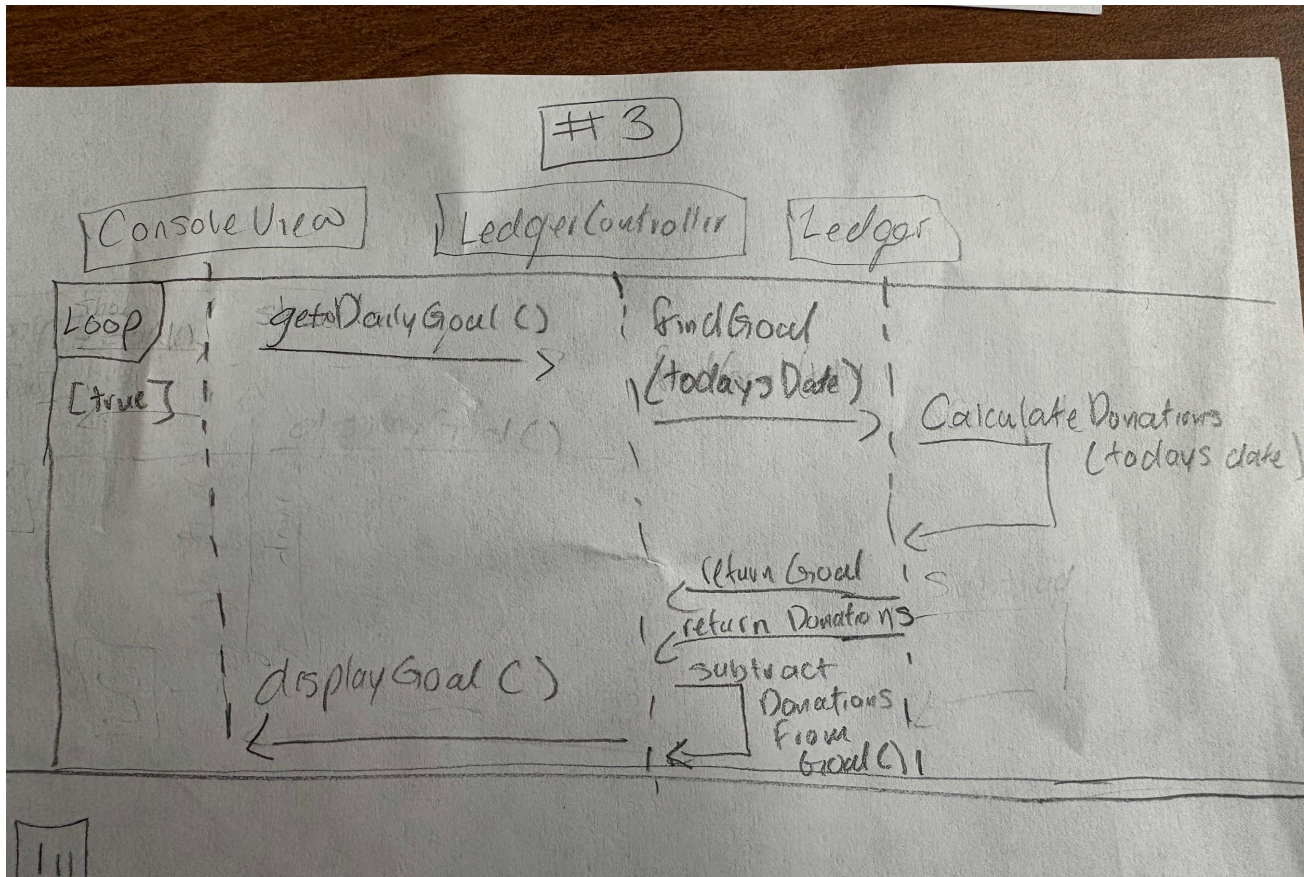 #3
ConsoleView
LedgerController
Ledger
Loop
[true]
getDailyGoal()
findGoal
(todaysDate)
CalculateDonations
(todays date)
return Goal
return Donations
subtract
Donations
From
Goal()
displayGoal()